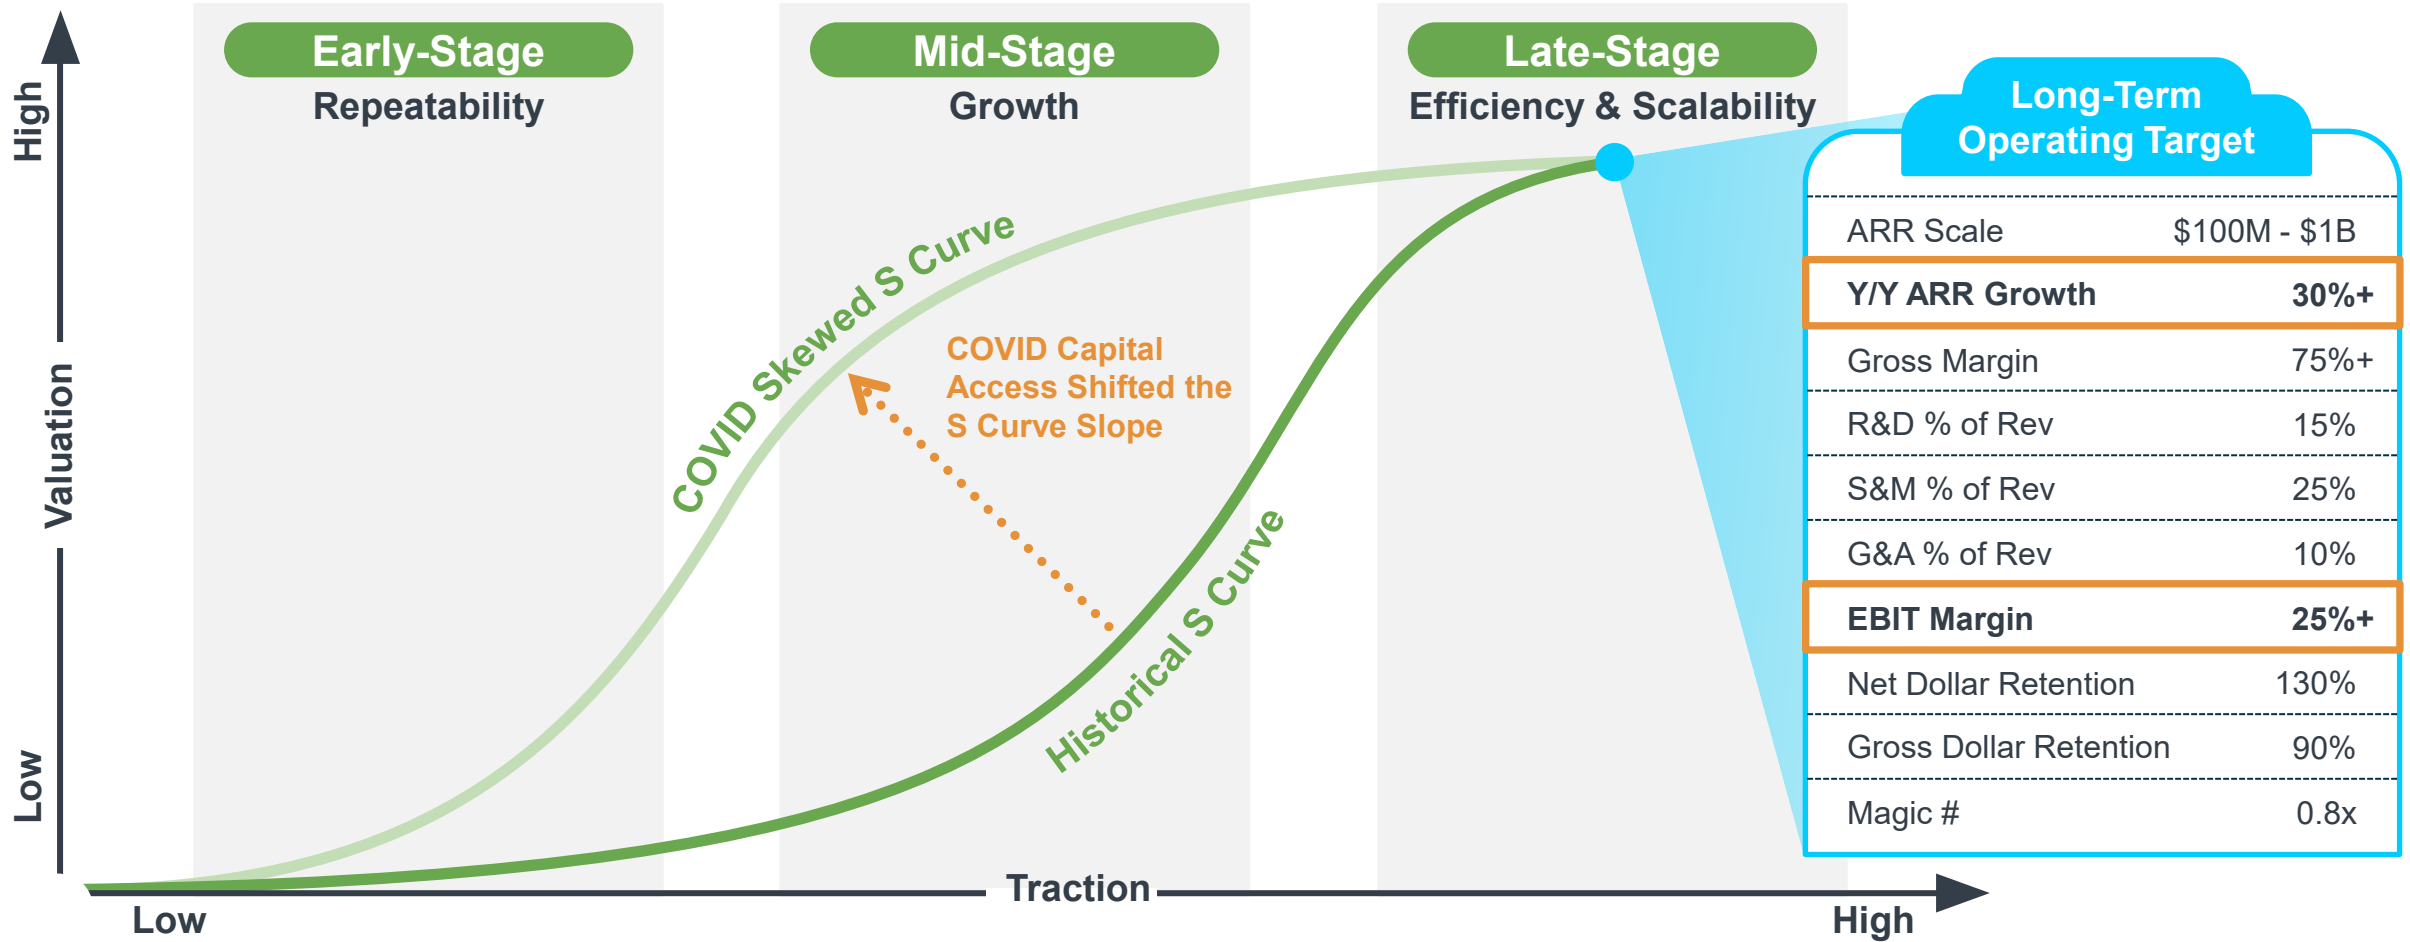 Early-Stage
Repeatability
Mid-Stage
Growth
Late-Stage
Efficiency & Scalability
High
Valuation
Low
COVID Skewed S Curve
COVID Capital
Access Shifted the
S Curve Slope
Historical S Curve
Low
Traction
High
Long-Term
Operating Target
ARR Scale $100M - $1B
Y/Y ARR Growth 30%+
Gross Margin 75%+
R&D % of Rev 15%
S&M % of Rev 25%
G&A % of Rev 10%
EBIT Margin 25%+
Net Dollar Retention 130%
Gross Dollar Retention 90%
Magic # 0.8x